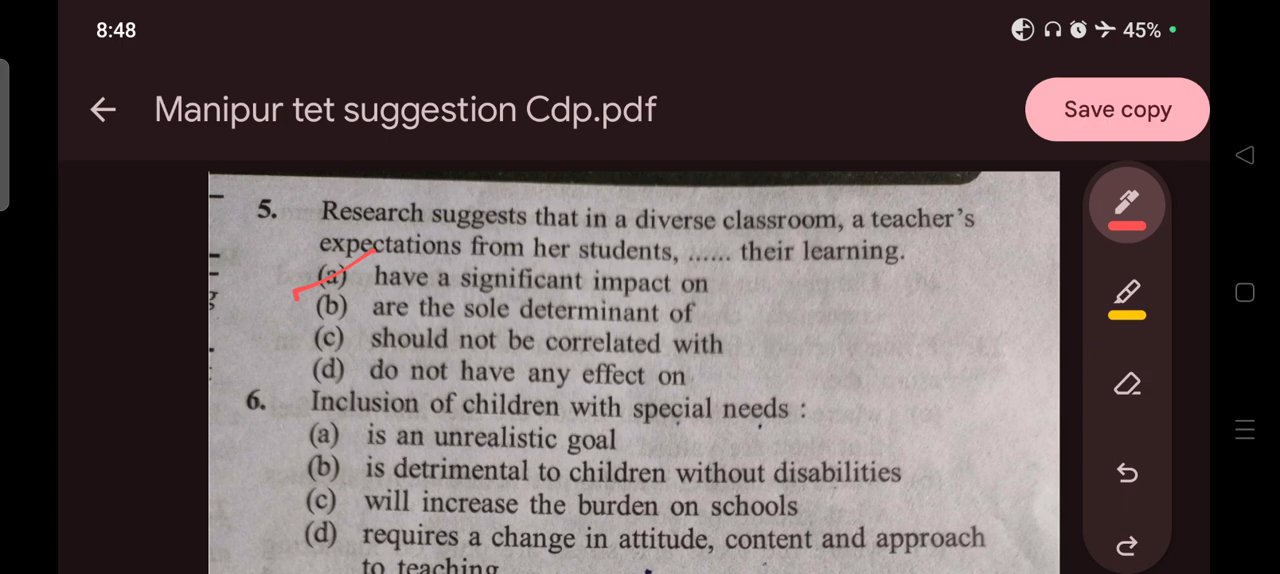 8:48
45%
Manipur tet suggestion Cdp.pdf
Save copy
5. Research suggests that in a diverse classroom, a teacher's
expectations from her students, ...... their learning.
(a) have a significant impact on
(b) are the sole determinant of
(c) should not be correlated with
(d) do not have any effect on
6. Inclusion of children with special needs :
(a) is an unrealistic goal
(b) is detrimental to children without disabilities
(c) will increase the burden on schools
(d) requires a change in attitude, content and approach
to teaching